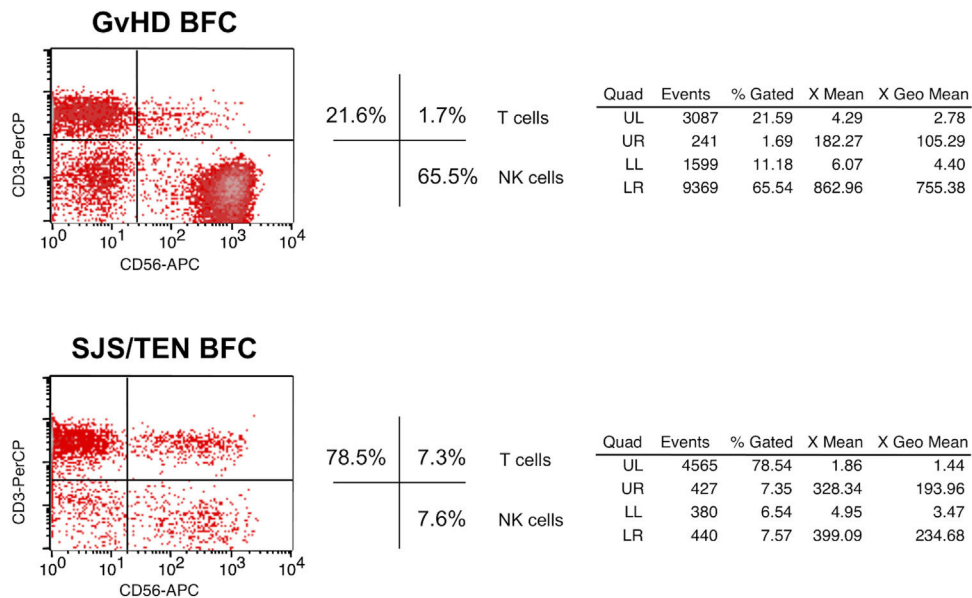 GvHD BFC
CD3-PerCP
10^0 10^1 10^2 10^3 10^4
CD56-APC
21.6% 1.7% T cells
65.5% NK cells
Quad Events % Gated X Mean X Geo Mean
UL 3087 21.59 4.29 2.78
UR 241 1.69 182.27 105.29
LL 1599 11.18 6.07 4.40
LR 9369 65.54 862.96 755.38
SJS/TEN BFC
CD3-PerCP
10^0 10^1 10^2 10^3 10^4
CD56-APC
78.5% 7.3% T cells
7.6% NK cells
Quad Events % Gated X Mean X Geo Mean
UL 4565 78.54 1.86 1.44
UR 427 7.35 328.34 193.96
LL 380 6.54 4.95 3.47
LR 440 7.57 399.09 234.68